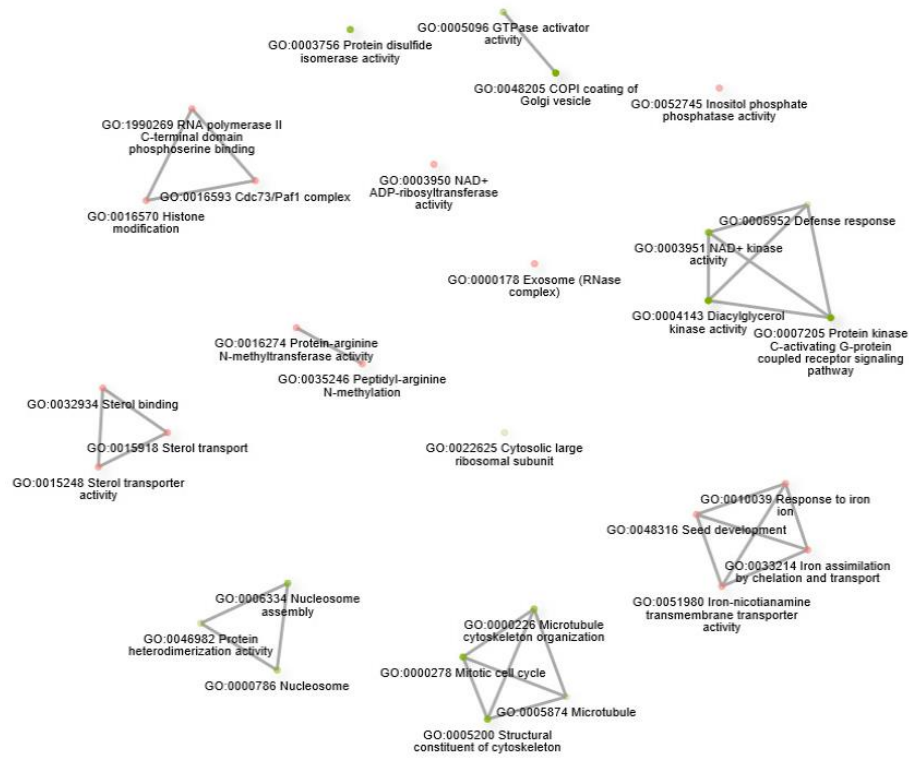 GO:0005096 GTPase activator
activity
GO:0003756 Protein disulfide
isomerase activity
GO:0048205 COPI coating of
Golgi vesicle
GO:0052745 Inositol phosphate
phosphatase activity
GO:1990269 RNA polymerase II
C-terminal domain
phosphoserine binding
GO:0016593 Cdc73/Paf1 complex
GO:0016570 Histone
modification
GO:0003950 NAD+
ADP-ribosyltransferase
activity
GO:0006952 Defense response
GO:0003951 NAD+ kinase
activity
GO:0000178 Exosome (RNase
complex)
GO:0004143 Diacylglycerol
kinase activity
GO:0007205 Protein kinase
C-activating G-protein
coupled receptor signaling
pathway
GO:0016274 Protein-arginine
N-methyltransferase activity
GO:0035246 Peptidyl-arginine
N-methylation
GO:0032934 Sterol binding
GO:0015918 Sterol transport
GO:0015248 Sterol transporter
activity
GO:0022625 Cytosolic large
ribosomal subunit
GO:0010039 Response to iron
ion
GO:0048316 Seed development
GO:0033214 Iron assimilation
by chelation and transport
GO:0051980 Iron-nicotianamine
transmembrane transporter
activity
GO:0006334 Nucleosome
assembly
GO:0046982 Protein
heterodimerization activity
GO:0000786 Nucleosome
GO:0000226 Microtubule
cytoskeleton organization
GO:0000278 Mitotic cell cycle
GO:0005874 Microtubule
GO:0005200 Structural
constituent of cytoskeleton